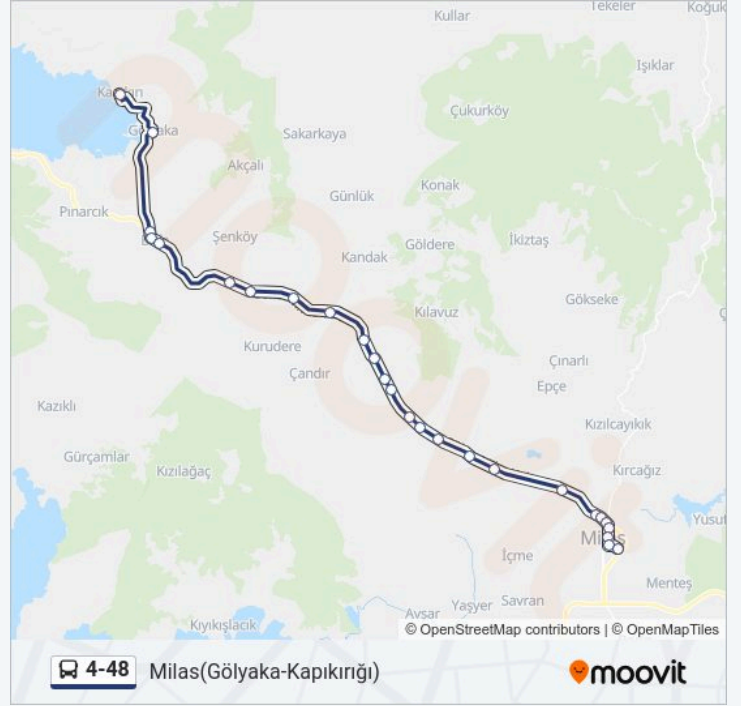 Kullar
Tekeler
Işıklar
Çukurköy
Sakarkaya
Akçalı
Konak
Günlük
Pınarcık
Şenköy
Göldere
İkiztaş
Kandak
Gökseke
Kılavuz
Kurudere
Çınarlı
Çandır
Epçe
Kazıklı
Kızılcayıkık
Gürçamlar
Kızılağaç
Kırcağız
Milas
İçme
Menteş
Yaşyer
Savran
Avşar
Kıyıkışlacık
© OpenStreetMap contributors | © OpenMapTiles
4-48 Milas(Gölyaka-Kapıkırığı)
moovit